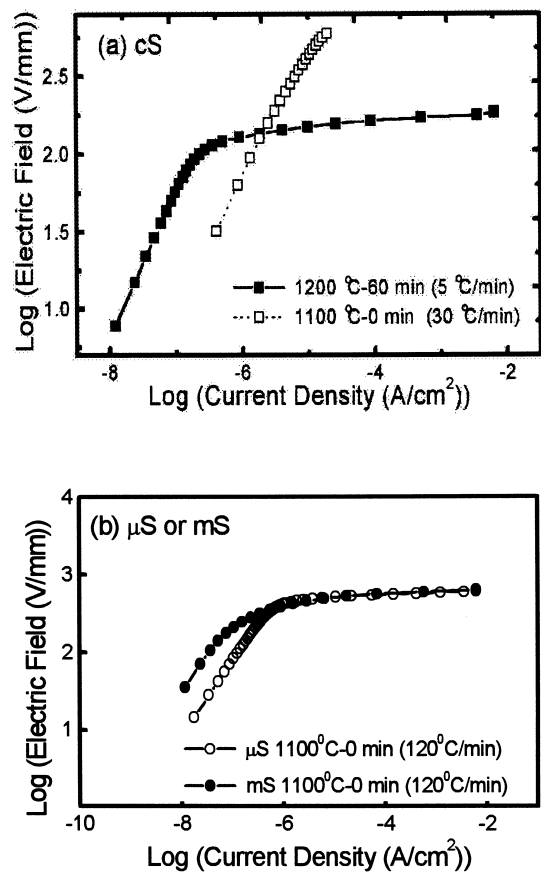 (a) cS
Log (Electric Field (V/mm))
2.5
2.0
1.5
1.0
1200 °C-60 min (5 °C/min)
1100 °C-0 min (30 °C/min)
-8 -7 -6 -5 -4 -3 -2
Log (Current Density (A/cm²))
(b) μS or mS
Log (Electric Field (V/mm))
4
3
2
1
μS 1100⁰C-0 min (120⁰C/min)
mS 1100⁰C-0 min (120⁰C/min)
-10 -8 -6 -4 -2
Log (Current Density (A/cm²))